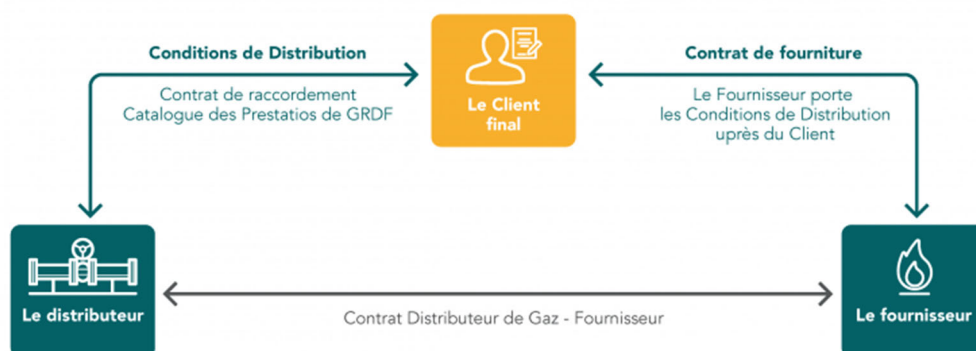 Conditions de Distribution
Contrat de raccordement
Catalogue des Prestatios de GRDF
Le Client
final
Contrat de fourniture
Le Fournisseur porte
les Conditions de Distribution
uprès du Client
Le distributeur
Contrat Distributeur de Gaz - Fournisseur
Le fournisseur